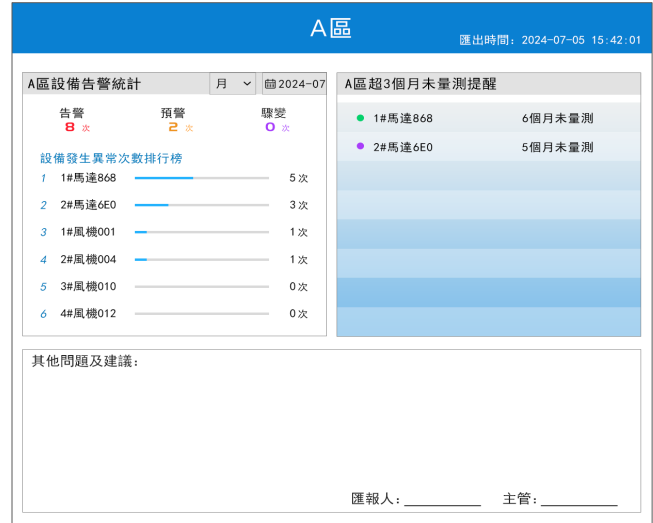 A區
匯出時間：2024-07-05 15:42:01
A區設備告警統計 月 2024-07
告警 預警 驟變
8 次 2 次 0 次
設備發生異常次數排行榜
1 1#馬達868 5次
2 2#馬達6E0 3次
3 1#風機001 1次
4 2#風機004 1次
5 3#風機010 0次
6 4#風機012 0次
A區超3個月未量測提醒
1#馬達868 6個月未量測
2#馬達6E0 5個月未量測
其他問題及建議：
匯報人： 主管：